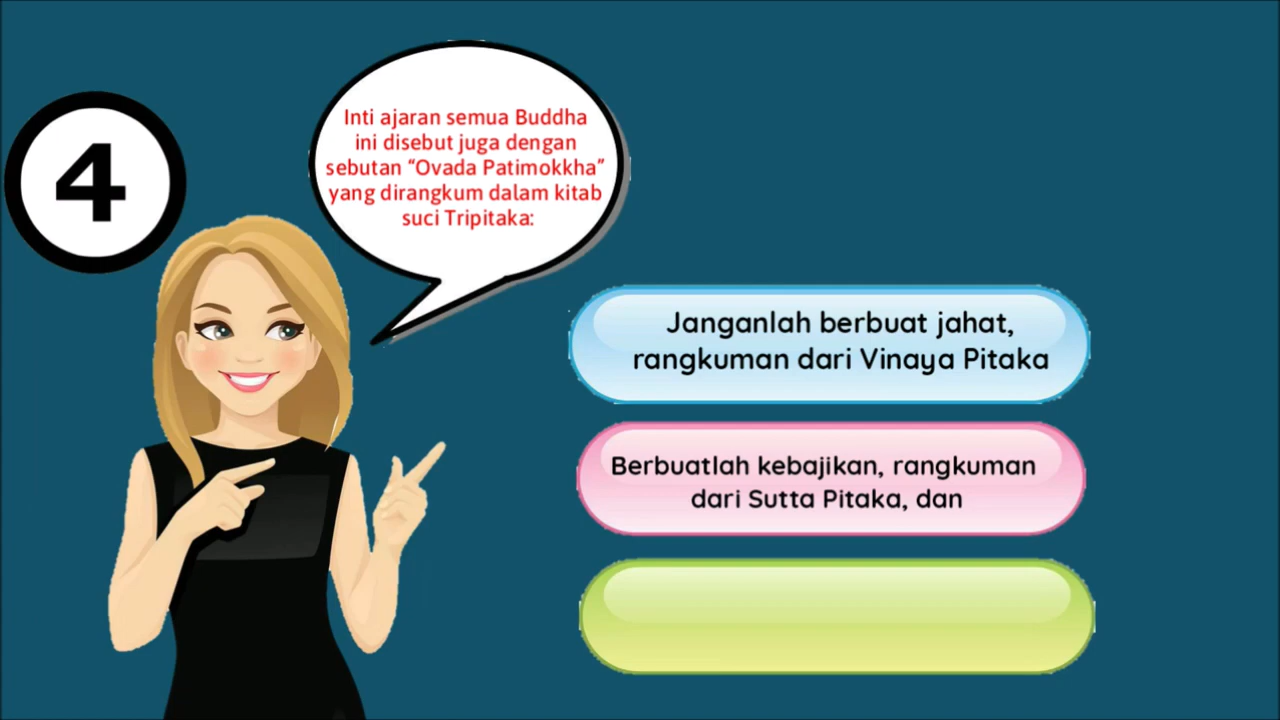 4
Inti ajaran semua Buddha
ini disebut juga dengan
sebutan “Ovada Patimokkha”
yang dirangkum dalam kitab
suci Tripitaka:
Janganlah berbuat jahat,
rangkuman dari Vinaya Pitaka
Berbuatlah kebajikan, rangkuman
dari Sutta Pitaka, dan